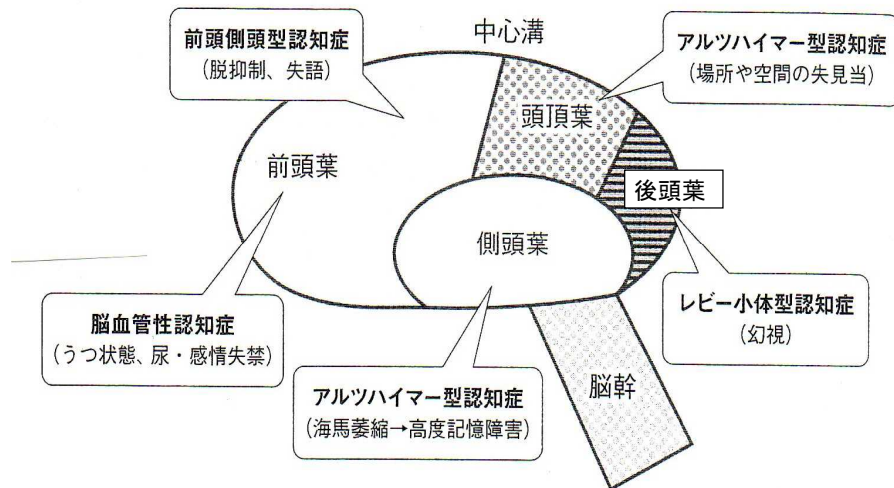 前頭側頭型認知症
(脱抑制、失語)
中心溝
アルツハイマー型認知症
(場所や空間の失見当)
頭頂葉
前頭葉
後頭葉
側頭葉
脳血管性認知症
(うつ状態、尿・感情失禁)
レビー小体型認知症
(幻視)
アルツハイマー型認知症
(海馬萎縮→高度記憶障害)
脳幹